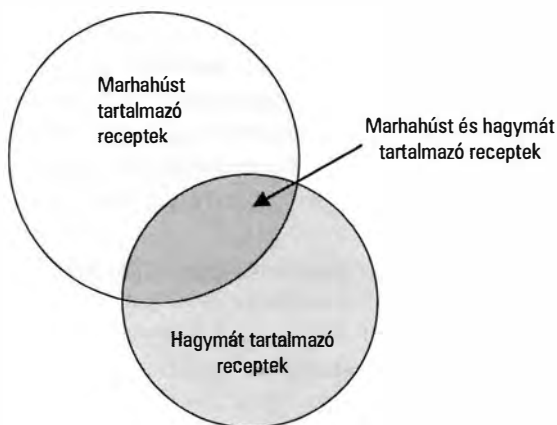 Marhahúst
tartalmazó
receptek
Marhahúst és hagymát
tartalmazó receptek
Hagymát tartalmazó
receptek